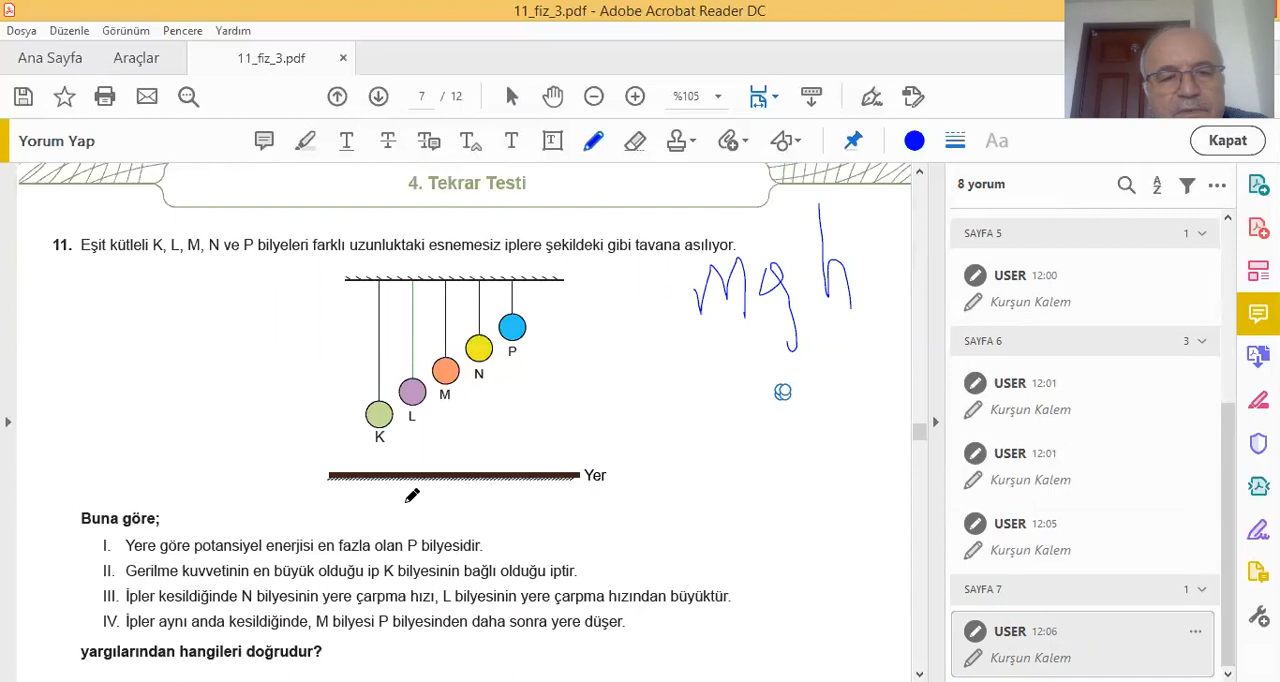 11_fiz_3.pdf - Adobe Acrobat Reader DC
Dosya Düzenle Görünüm Pencere Yardım
Ana Sayfa Araçlar 11_fiz_3.pdf ×
7 / 12 %105
Yorum Yap Aa Kapat
4. Tekrar Testi
11. Eşit kütleli K, L, M, N ve P bilyeleri farklı uzunluktaki esnemesiz iplere şekildeki gibi tavana asılıyor.
mgh
P
N
M
L
K
Yer
Buna göre;
I. Yere göre potansiyel enerjisi en fazla olan P bilyesidir.
II. Gerilme kuvvetinin en büyük olduğu ip K bilyesinin bağlı olduğu iptir.
III. İpler kesildiğinde N bilyesinin yere çarpma hızı, L bilyesinin yere çarpma hızından büyüktür.
IV. İpler aynı anda kesildiğinde, M bilyesi P bilyesinden daha sonra yere düşer.
yargılarından hangileri doğrudur?
8 yorum
SAYFA 5 1
USER 12:00
Kurşun Kalem
SAYFA 6 3
USER 12:01
Kurşun Kalem
USER 12:01
Kurşun Kalem
USER 12:05
Kurşun Kalem
SAYFA 7 1
USER 12:06
Kurşun Kalem